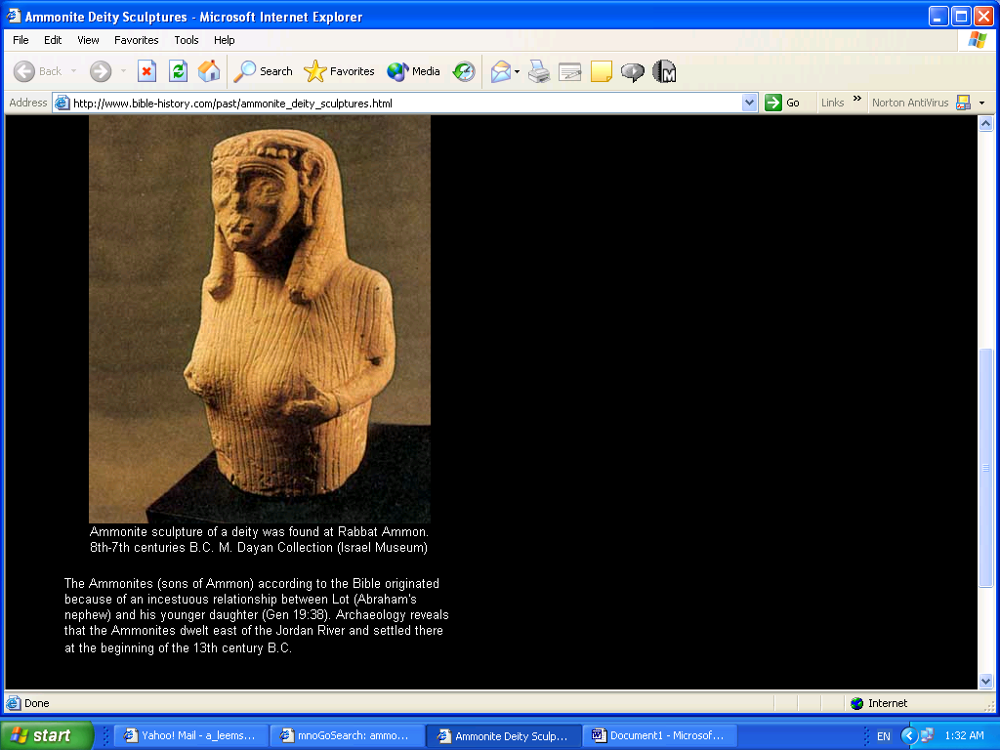 Ammonite Deity Sculptures - Microsoft Internet Explorer
File Edit View Favorites Tools Help
Back Search Favorites Media
Address http://www.bible-history.com/past/ammonite_deity_sculptures.html Go Links » Norton AntiVirus
Ammonite sculpture of a deity was found at Rabbat Ammon.
8th-7th centuries B.C. M. Dayan Collection (Israel Museum)
The Ammonites (sons of Ammon) according to the Bible originated
because of an incestuous relationship between Lot (Abraham's
nephew) and his younger daughter (Gen 19:38). Archaeology reveals
that the Ammonites dwelt east of the Jordan River and settled there
at the beginning of the 13th century B.C.
Done Internet
start Yahoo! Mail - a_leems... mnoGoSearch: ammo... Ammonite Deity Sculp... Document1 - Microsof... EN 1:32 AM